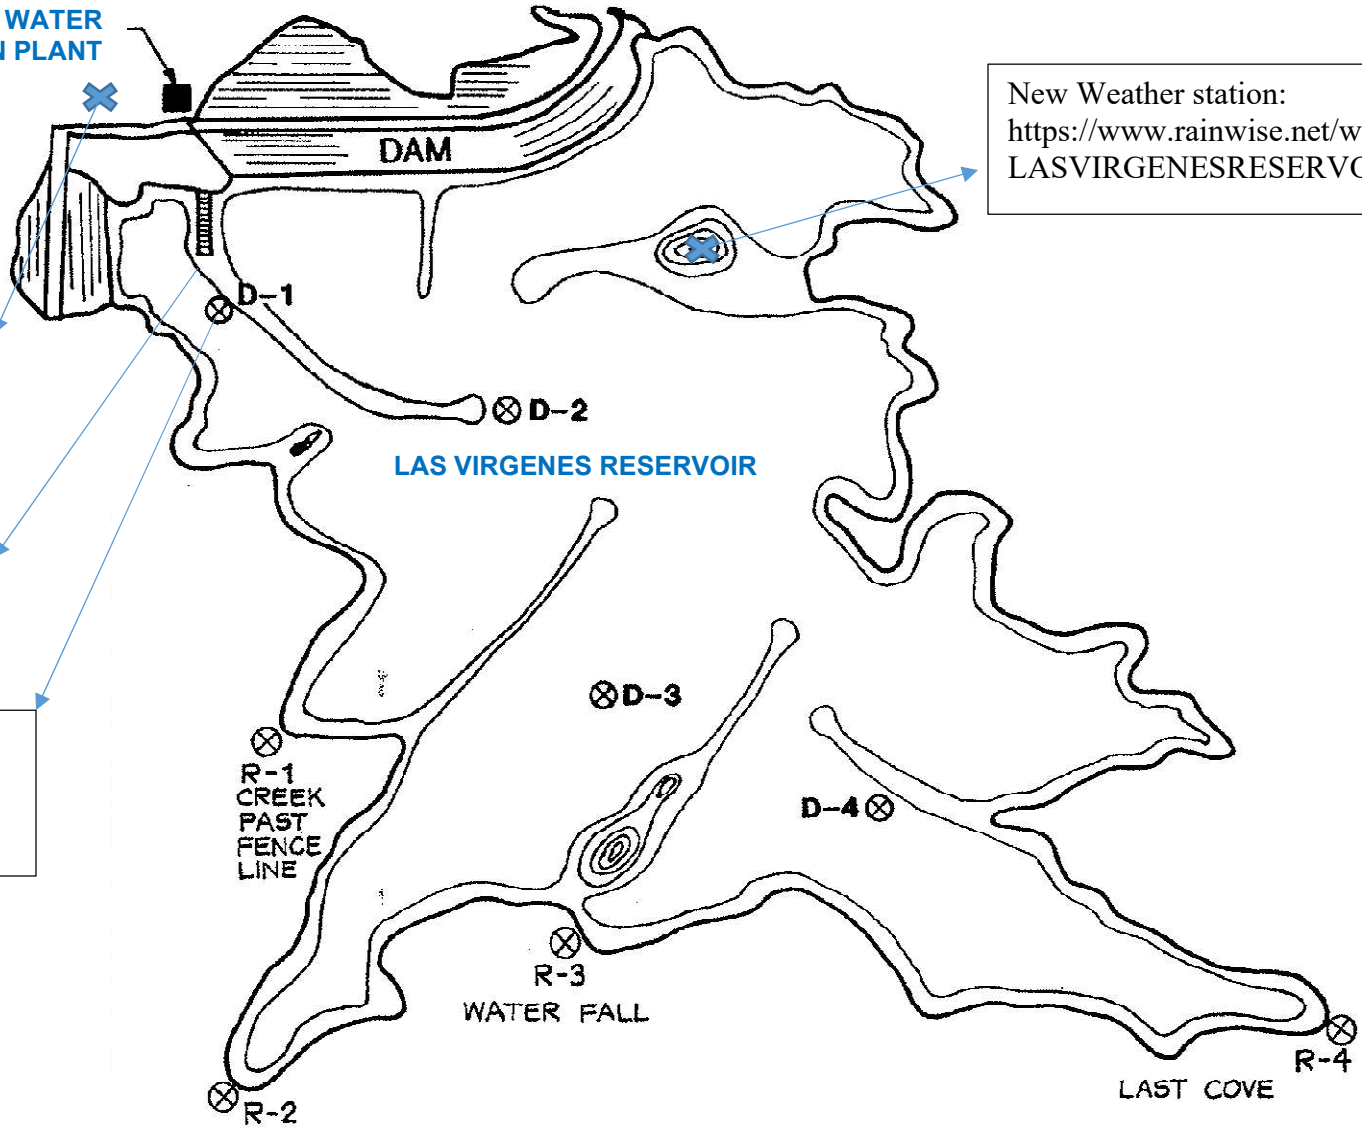 WATER
N PLANT
New Weather station:
https://www.rainwise.net/w
LASVIRGENESRESERVO
DAM
D-1
D-2
LAS VIRGENES RESERVOIR
D-3
R-1
CREEK
PAST
FENCE
LINE
D-4
R-3
WATER FALL
R-4
LAST COVE
R-2